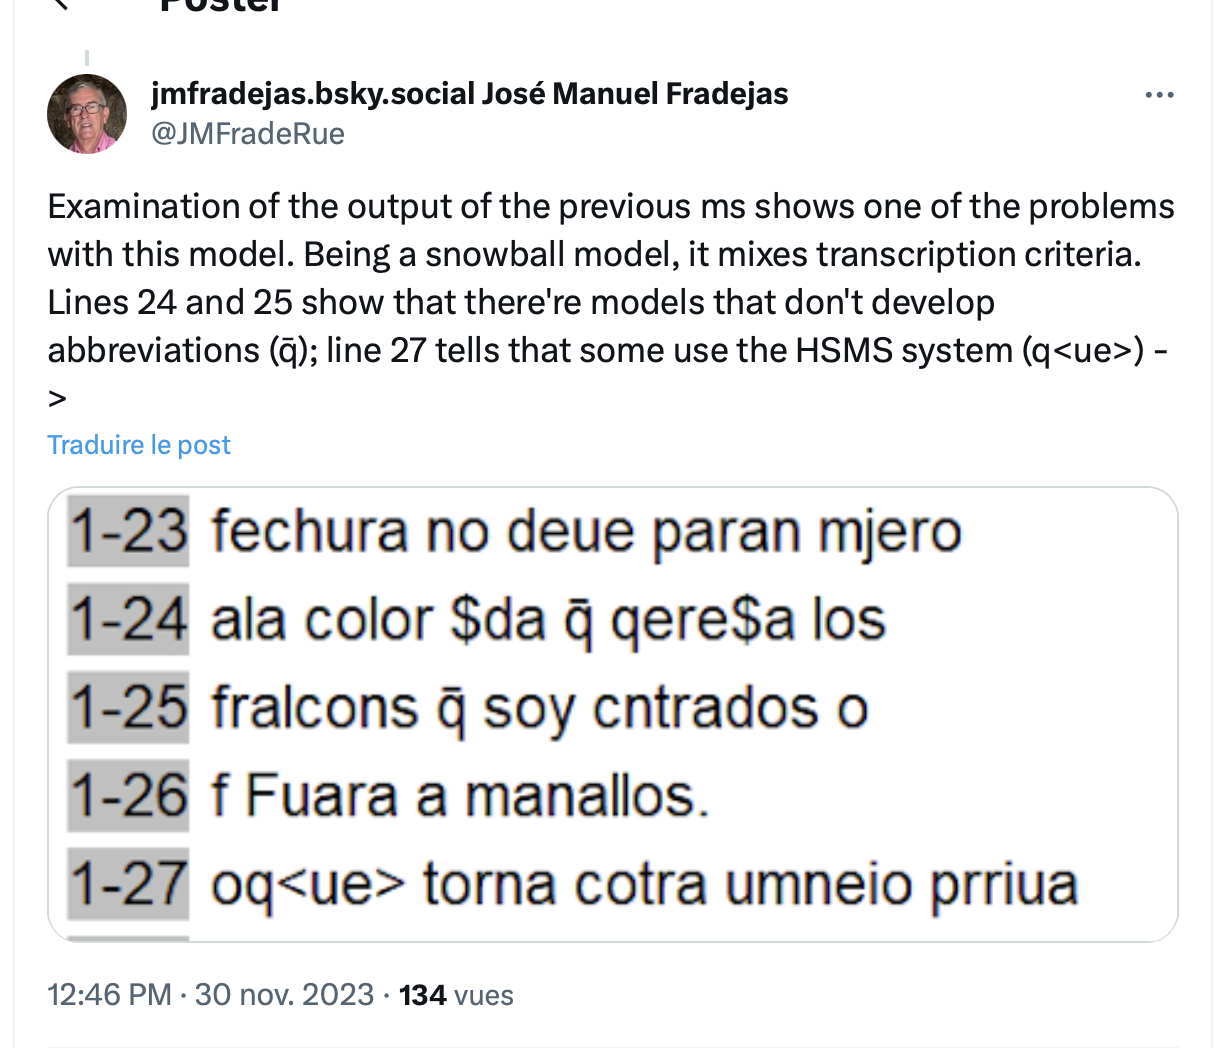 Poster
jmfradejas.bsky.social José Manuel Fradejas
@JMFradeRue
Examination of the output of the previous ms shows one of the problems
with this model. Being a snowball model, it mixes transcription criteria.
Lines 24 and 25 show that there're models that don't develop
abbreviations (q̄); line 27 tells that some use the HSMS system (q<ue>) -
>
Traduire le post
1-23 fechura no deue paran mjero
1-24 ala color $da q̄ qere$a los
1-25 fralcons q̄ soy cntrados o
1-26 f Fuara a manallos.
1-27 oq<ue> torna cotra umneio prriua
12:46 PM · 30 nov. 2023 · 134 vues